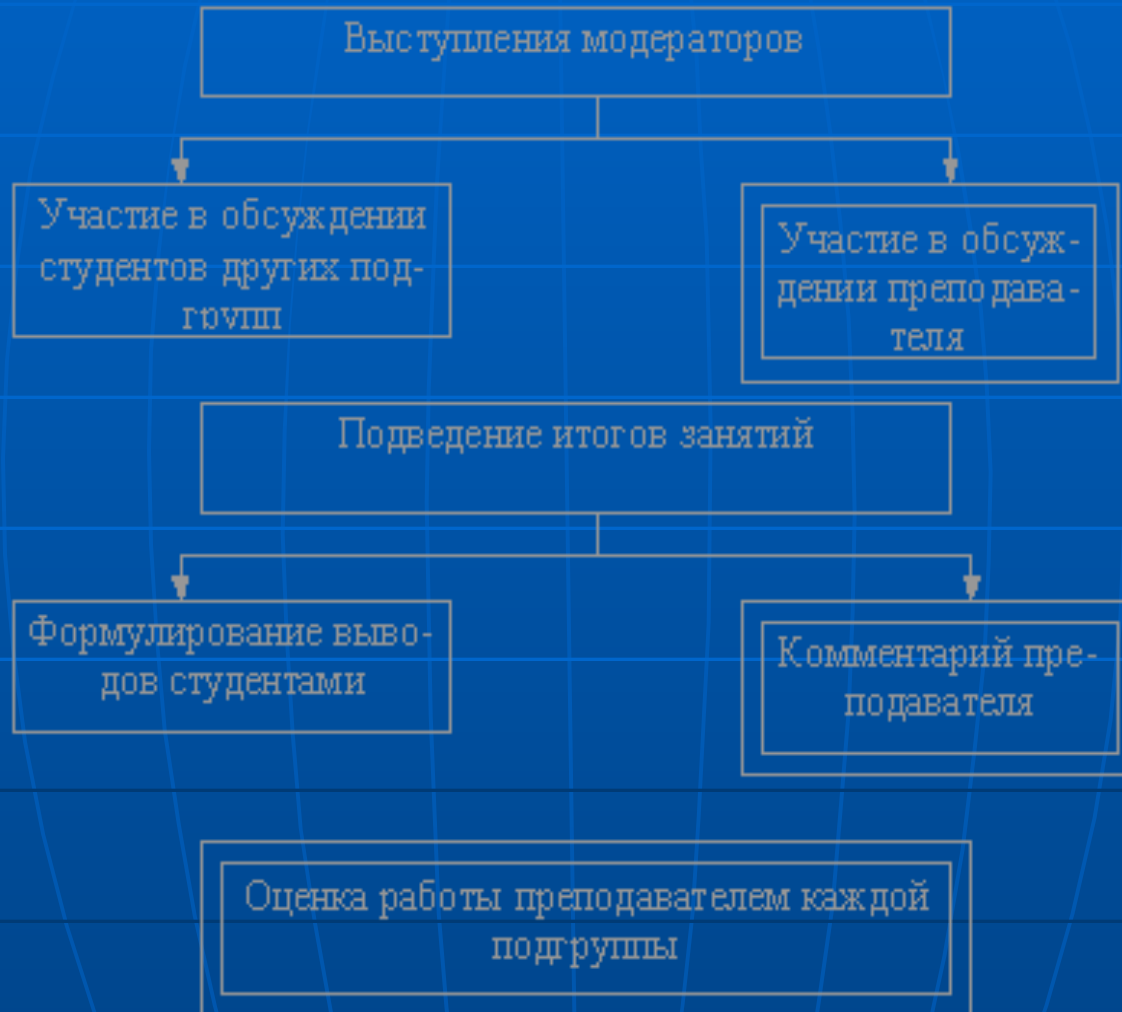 Выступления модераторов
Участие в обсуждении
студентов других под-
групп
Участие в обсуж-
дении преподава-
теля
Подведение итогов занятий
Формулирование выво-
дов студентами
Комментарий пре-
подавателя
Оценка работы преподавателем каждой
подгруппы